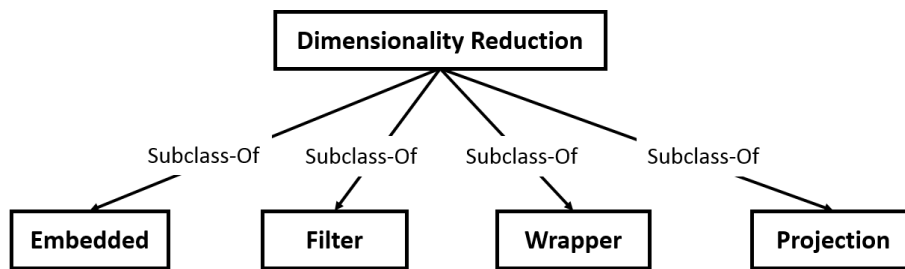 Dimensionality Reduction
Subclass-Of Subclass-Of Subclass-Of Subclass-Of
Embedded Filter Wrapper Projection